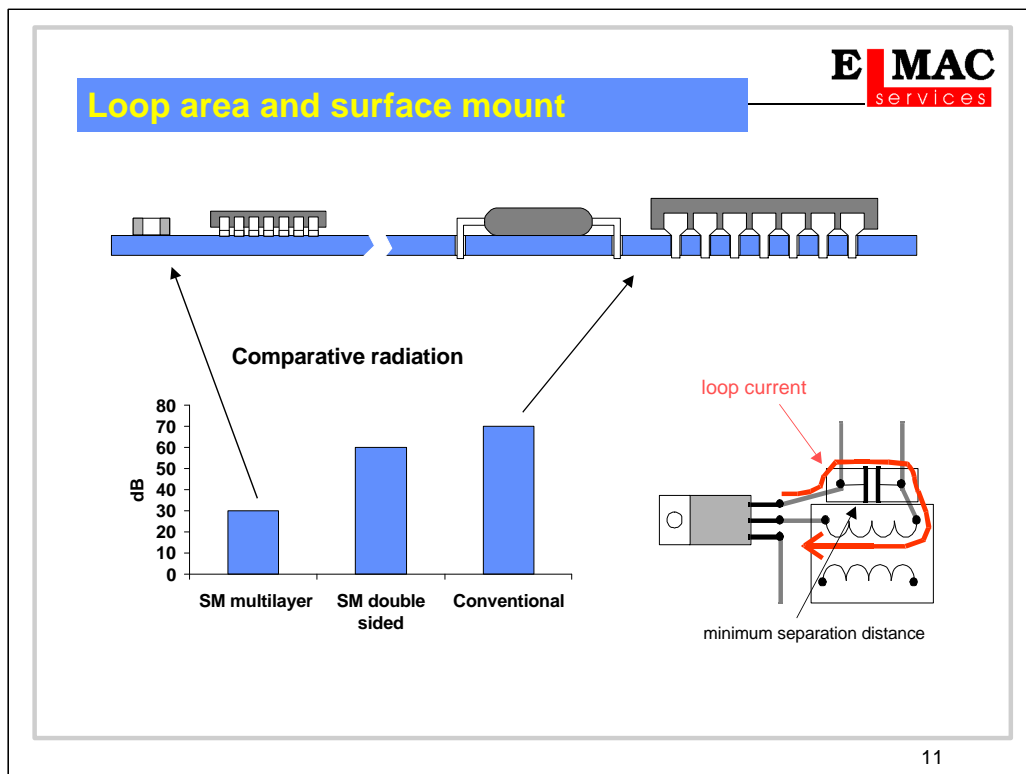 E MAC
services
Loop area and surface mount
Comparative radiation
loop current
dB
80
70
60
50
40
30
20
10
0
SM multilayer
SM double
sided
Conventional
minimum separation distance
11